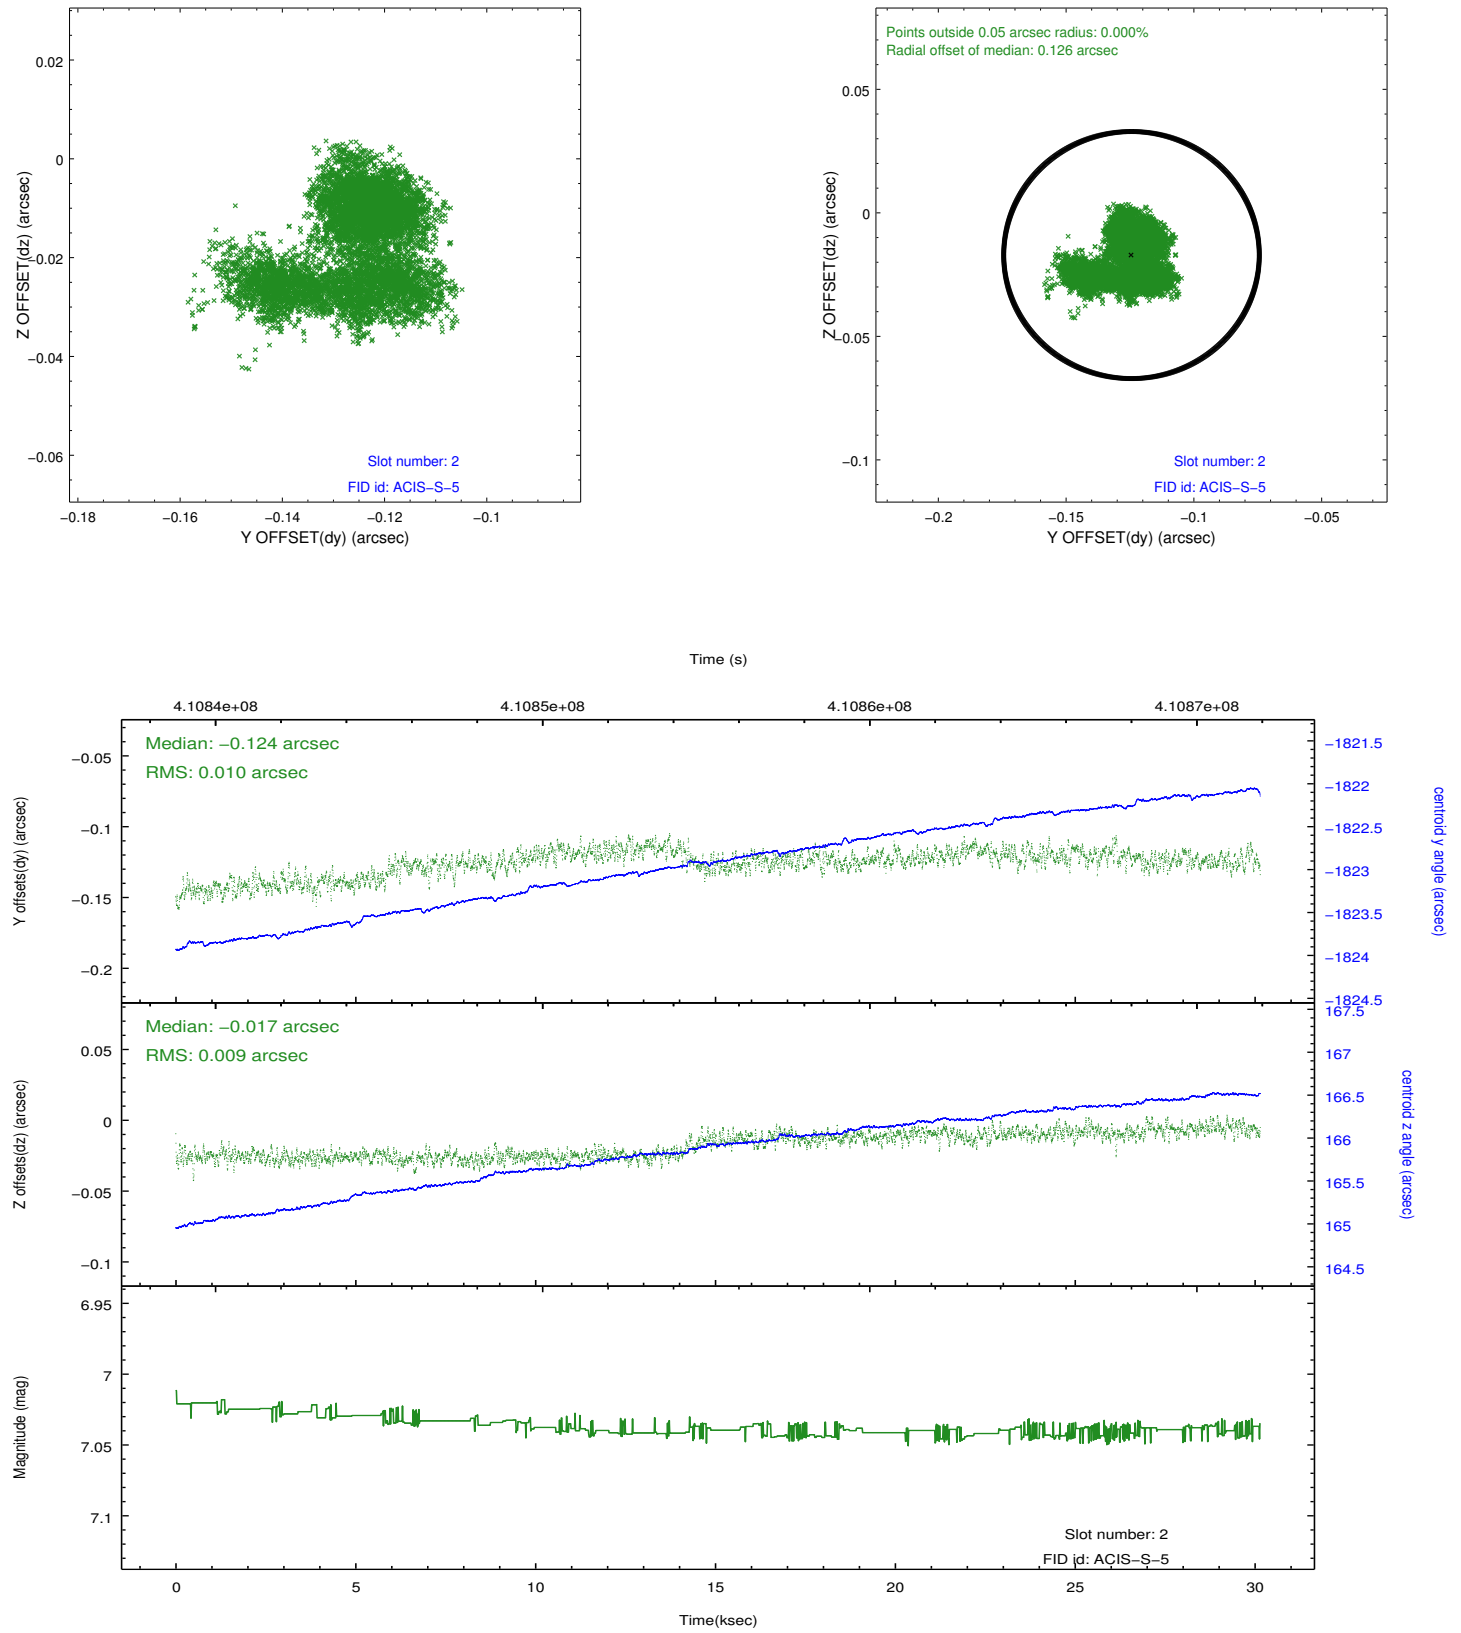 0.02
0
−0.02
−0.04
−0.06
Z OFFSET(dz) (arcsec)
Slot number: 2
FID id: ACIS−S−5
−0.18
−0.16
−0.14
−0.12
−0.1
Y OFFSET(dy) (arcsec)
Points outside 0.05 arcsec radius: 0.000%
Radial offset of median: 0.126 arcsec
0.05
0
−0.05
−0.1
Z OFFSET(dz) (arcsec)
Slot number: 2
FID id: ACIS−S−5
−0.2
−0.15
−0.1
−0.05
Y OFFSET(dy) (arcsec)
Time (s)
4.1084e+08
4.1085e+08
4.1086e+08
4.1087e+08
Median: −0.124 arcsec
RMS: 0.010 arcsec
−0.05
−0.1
−0.15
−0.2
Y offsets(dy) (arcsec)
−1821.5
−1822
−1822.5
−1823
−1823.5
−1824
−1824.5
centroid y angle (arcsec)
Median: −0.017 arcsec
RMS: 0.009 arcsec
0.05
0
−0.05
−0.1
Z offsets(dz) (arcsec)
167.5
167
166.5
166
165.5
165
164.5
centroid z angle (arcsec)
6.95
7
7.05
7.1
Magnitude (mag)
Slot number: 2
FID id: ACIS−S−5
0
5
10
15
20
25
30
Time(ksec)